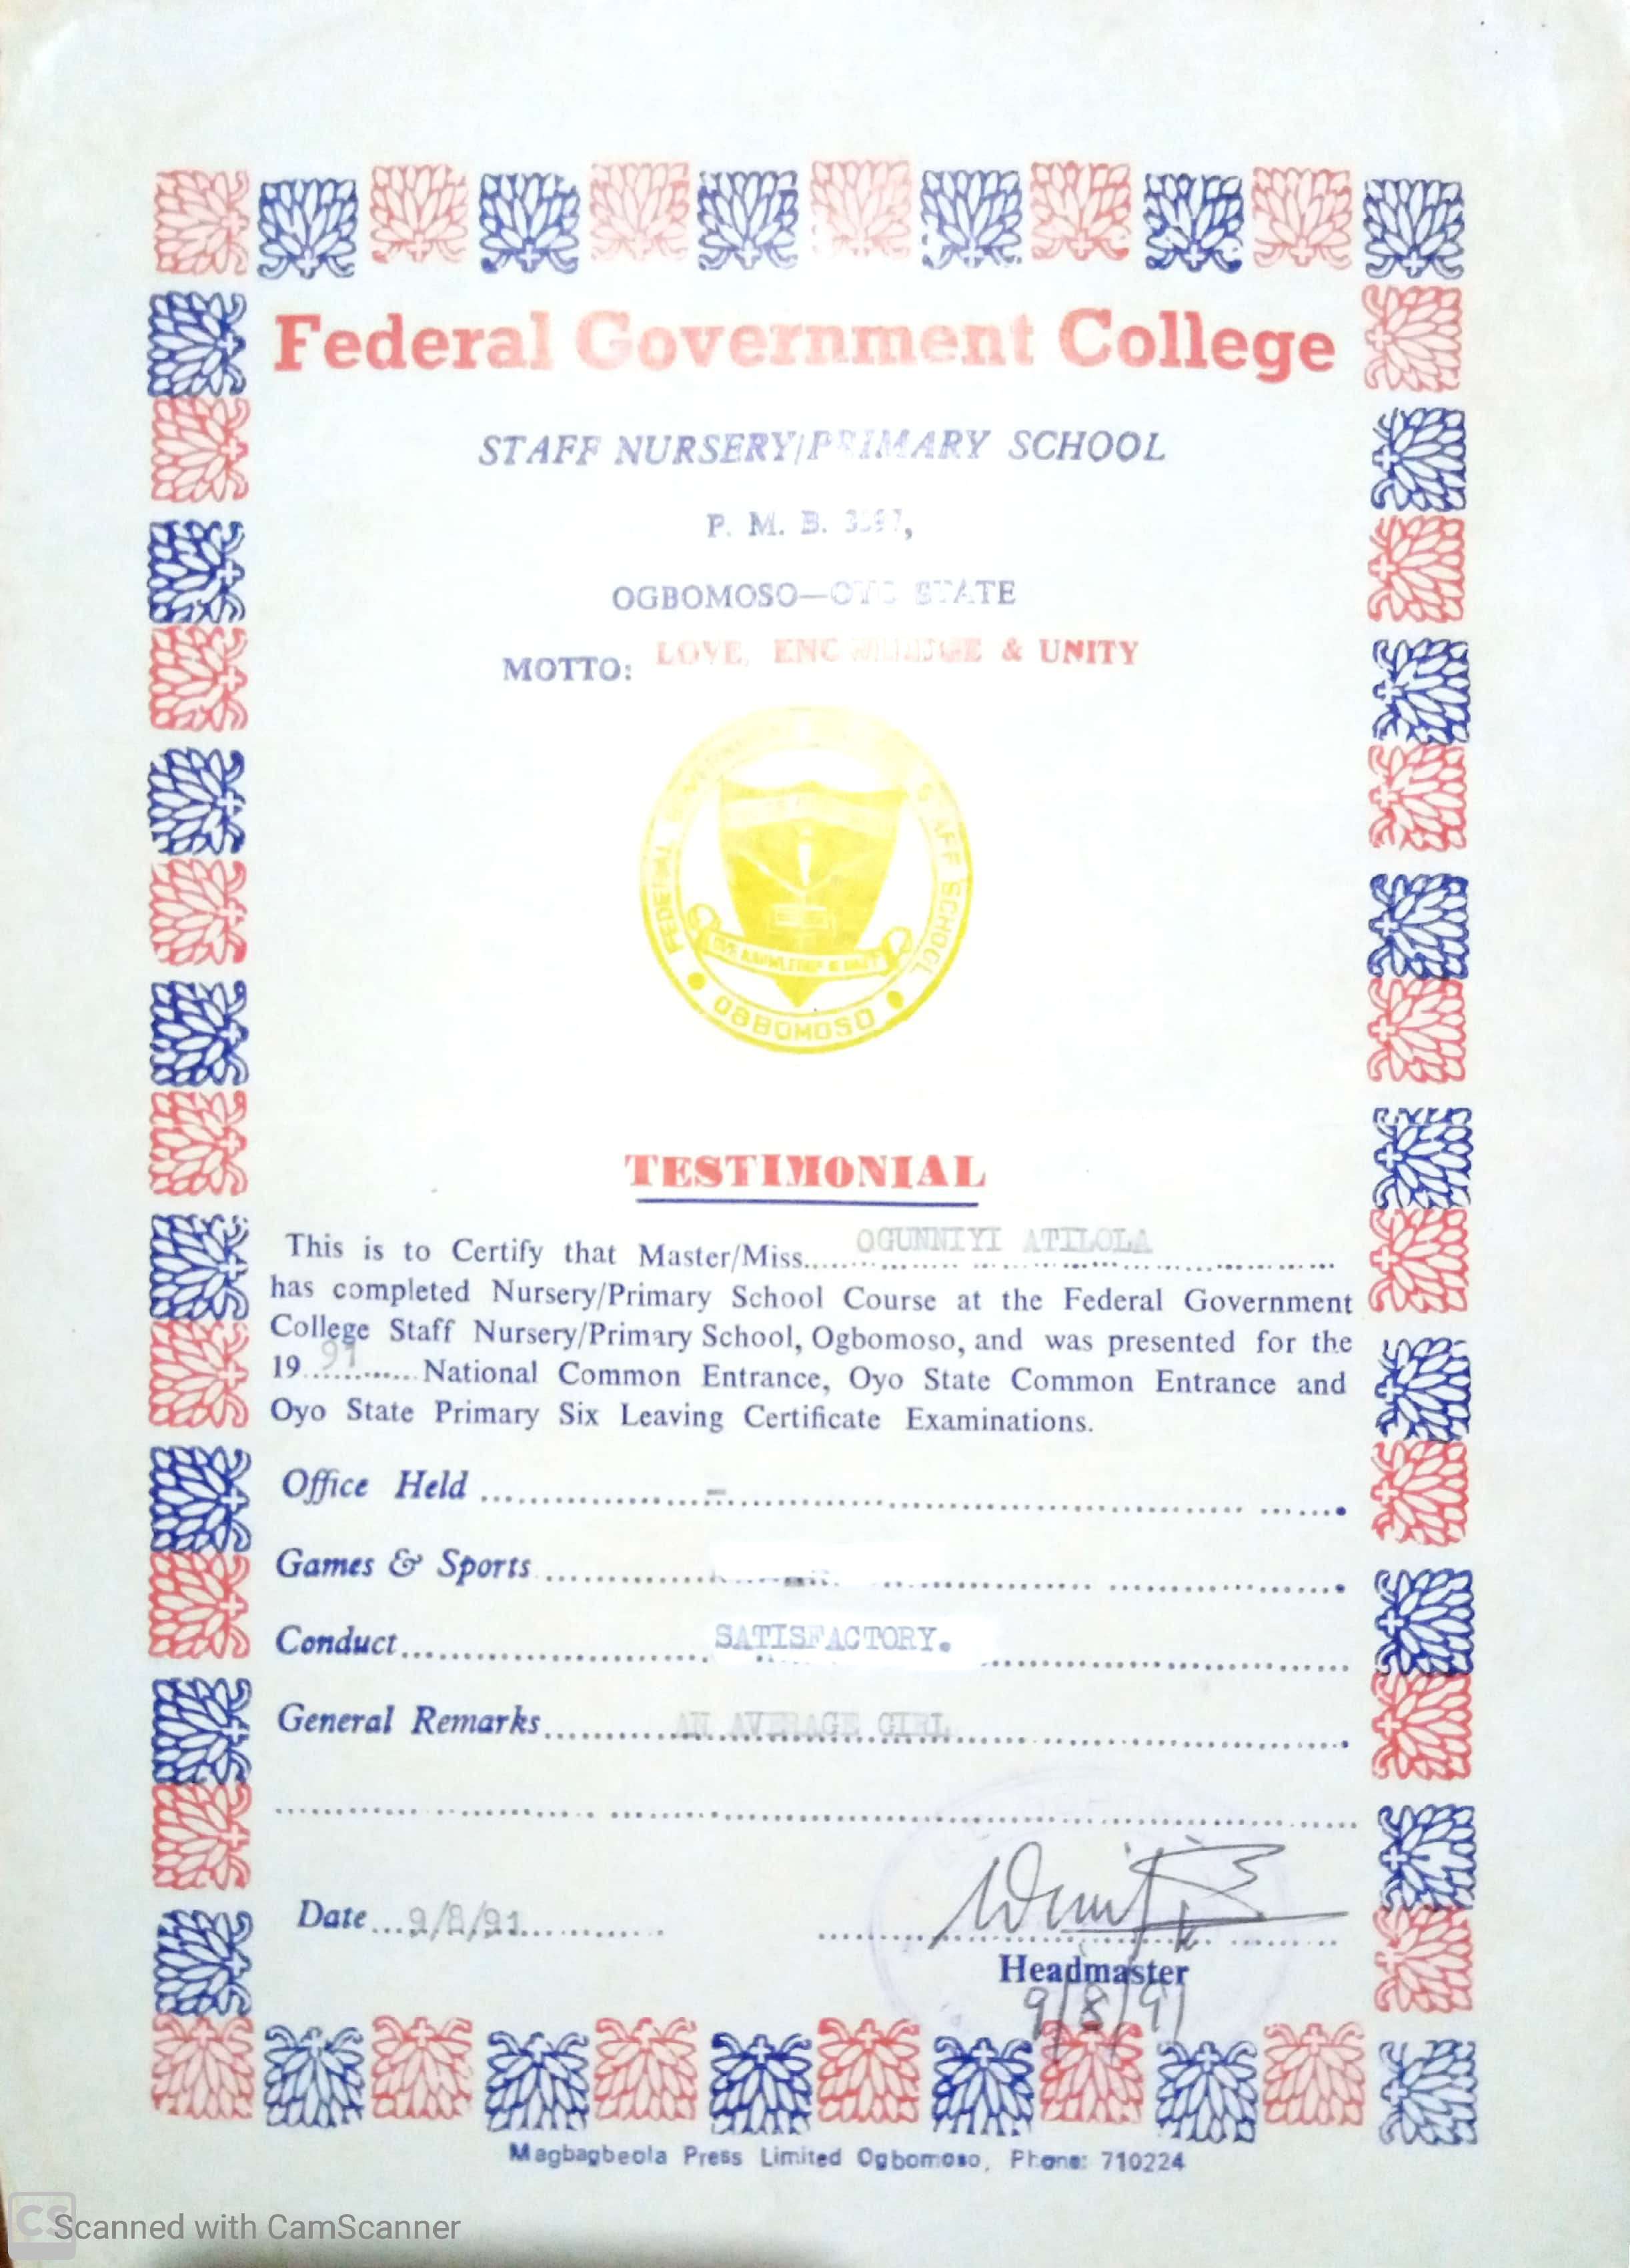 Federal Government College
STAFF NURSERY/PRIMARY SCHOOL
P. M. B.
OGBOMOSO—OYO STATE
MOTTO: LOVE, & UNITY
FEDERAL STAFF SCHOOL
OGBOMOSO
TESTIMONIAL
This is to Certify that Master/Miss..... OGUNNIYI ATILOLA .....
has completed Nursery/Primary School Course at the Federal Government
College Staff Nursery/Primary School, Ogbomoso, and was presented for the
19 91 ........ National Common Entrance, Oyo State Common Entrance and
Oyo State Primary Six Leaving Certificate Examinations.
Office Held ........ - ........
Games & Sports ........ - ........
Conduct ........ SATISFACTORY. ........
General Remarks ........ AN AVERAGE GIRL ........
Date ... 9/8/91 ........
Headmaster
9/8/91
Magbagbeola Press Limited Ogbomoso, Phone: 710224
CS Scanned with CamScanner